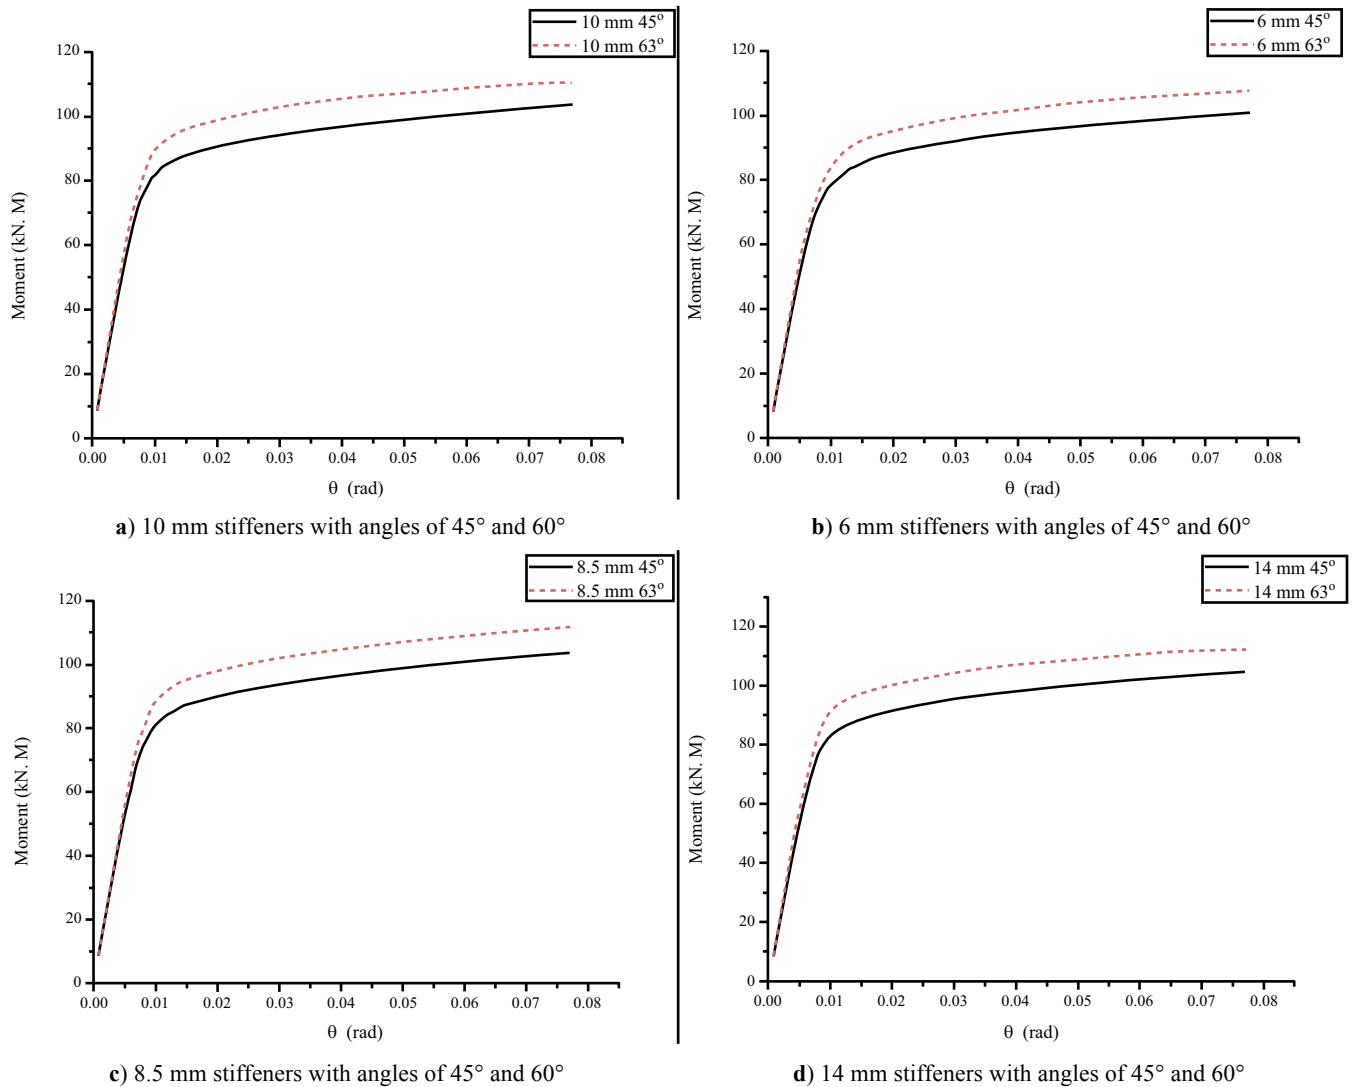 10 mm 45°
10 mm 63°
120
100
80
60
40
20
0
Moment (kN. M)
0.00 0.01 0.02 0.03 0.04 0.05 0.06 0.07 0.08
θ (rad)
a) 10 mm stiffeners with angles of 45° and 60°
6 mm 45°
6 mm 63°
120
100
80
60
40
20
0
Moment (kN. M)
0.00 0.01 0.02 0.03 0.04 0.05 0.06 0.07 0.08
θ (rad)
b) 6 mm stiffeners with angles of 45° and 60°
8.5 mm 45°
8.5 mm 63°
120
100
80
60
40
20
0
Moment (kN. M)
0.00 0.01 0.02 0.03 0.04 0.05 0.06 0.07 0.08
θ (rad)
c) 8.5 mm stiffeners with angles of 45° and 60°
14 mm 45°
14 mm 63°
120
100
80
60
40
20
0
Moment (kN. M)
0.00 0.01 0.02 0.03 0.04 0.05 0.06 0.07 0.08
θ (rad)
d) 14 mm stiffeners with angles of 45° and 60°